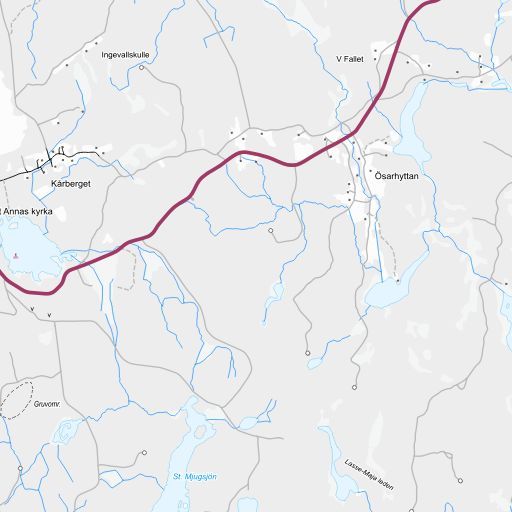 Ingevallskulle
V Fallet
Kärberget
Ösarhyttan
t Annas kyrka
Gruvomr.
St. Mjugsjön
Lasse-Maja leden